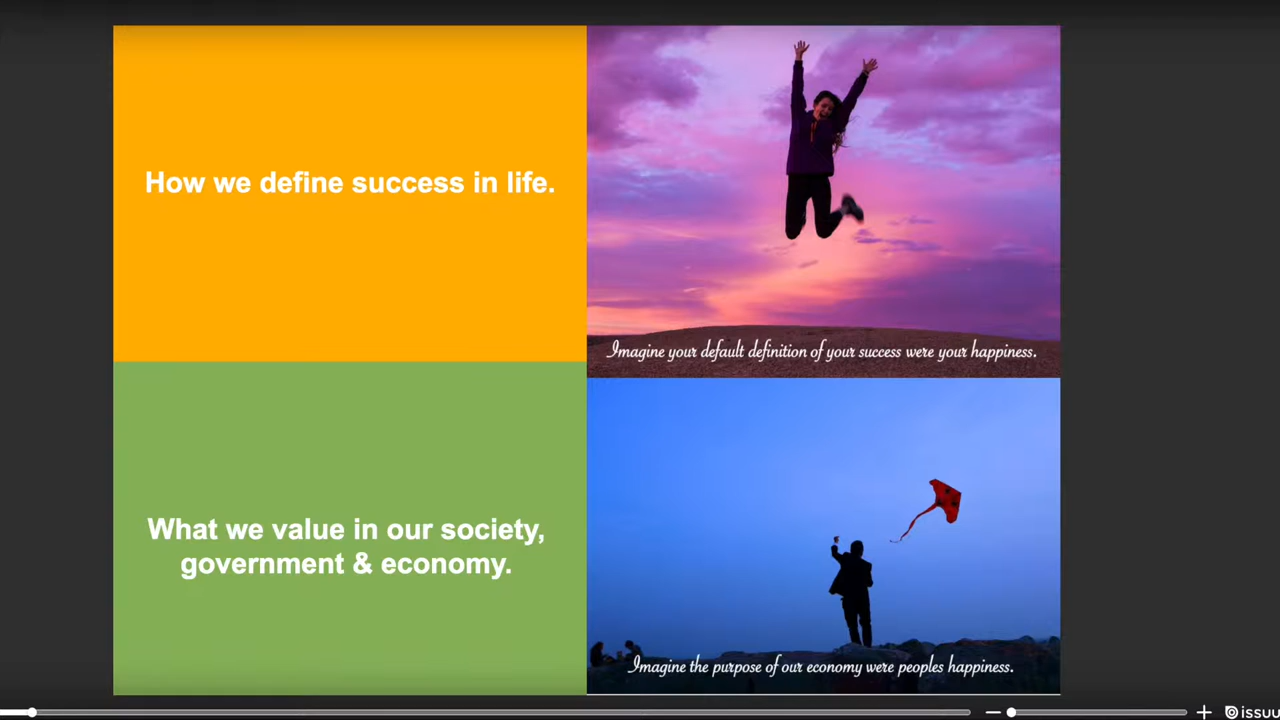 How we define success in life.
Imagine your default definition of your success were your happiness.
What we value in our society,
government & economy.
Imagine the purpose of our economy were peoples happiness.
issuu